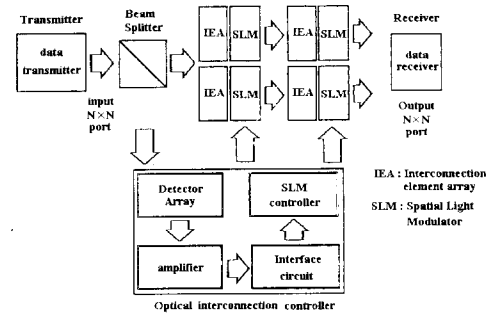 Transmitter
Beam
Splitter
Receiver
data
transmitter
IEA SLM IEA SLM
IEA SLM IEA SLM
data
receiver
input
N×N
port
Output
N×N
port
Detector
Array
SLM
controller
amplifier
Interface
circuit
IEA : Interconnection
element array
SLM : Spatial Light
Modulator
Optical interconnection controller